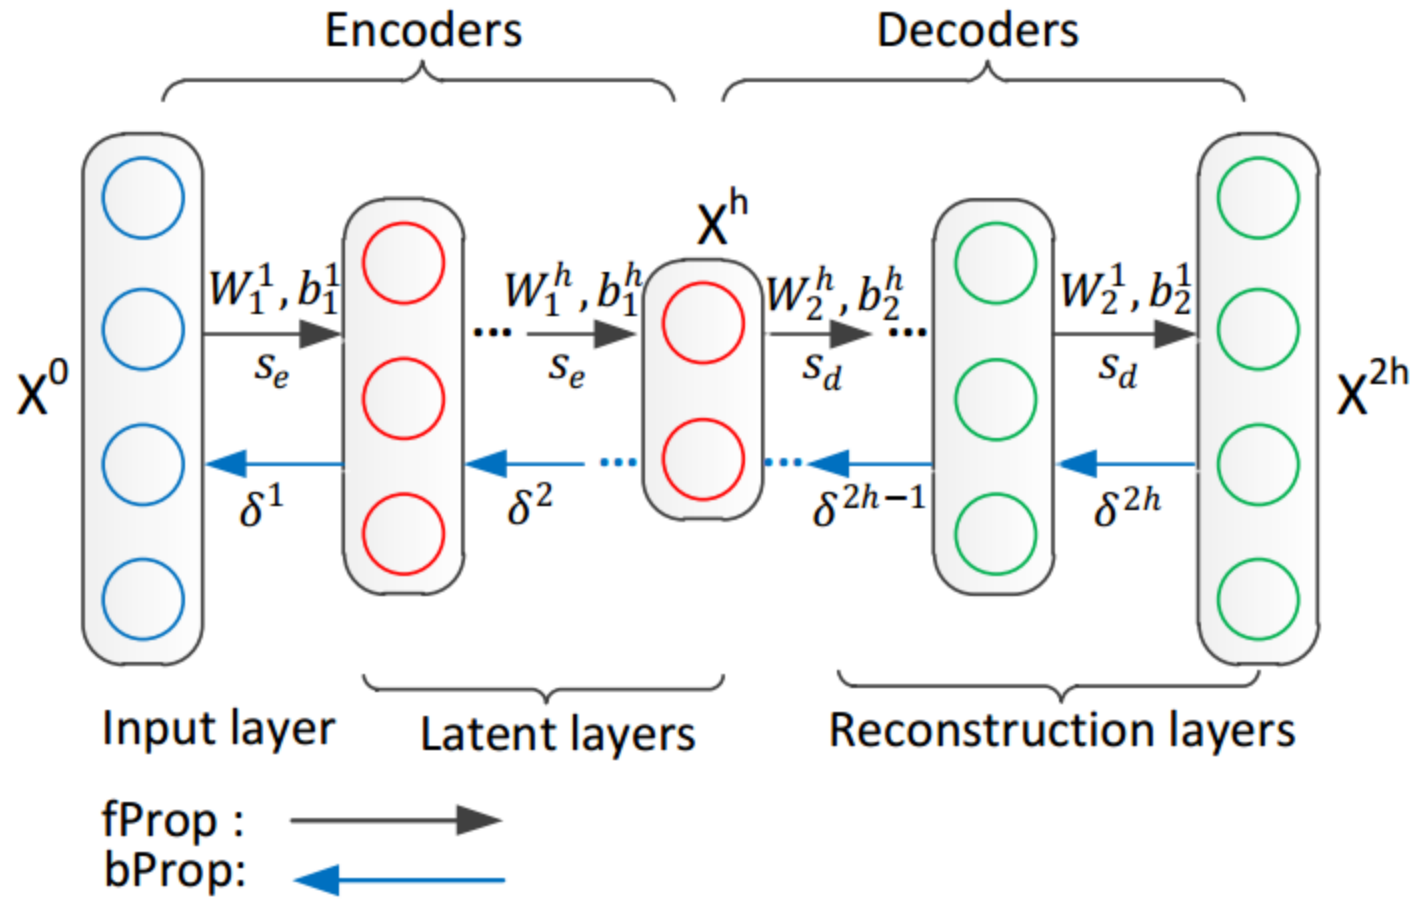 Encoders
Decoders
X^h
W_1^1, b_1^1
W_1^h, b_1^h
W_2^h, b_2^h
W_2^1, b_2^1
...
...
s_e
s_e
s_d
s_d
X^0
X^{2h}
...
...
δ^1
δ^2
δ^{2h−1}
δ^{2h}
Input layer
Latent layers
Reconstruction layers
fProp :
bProp: